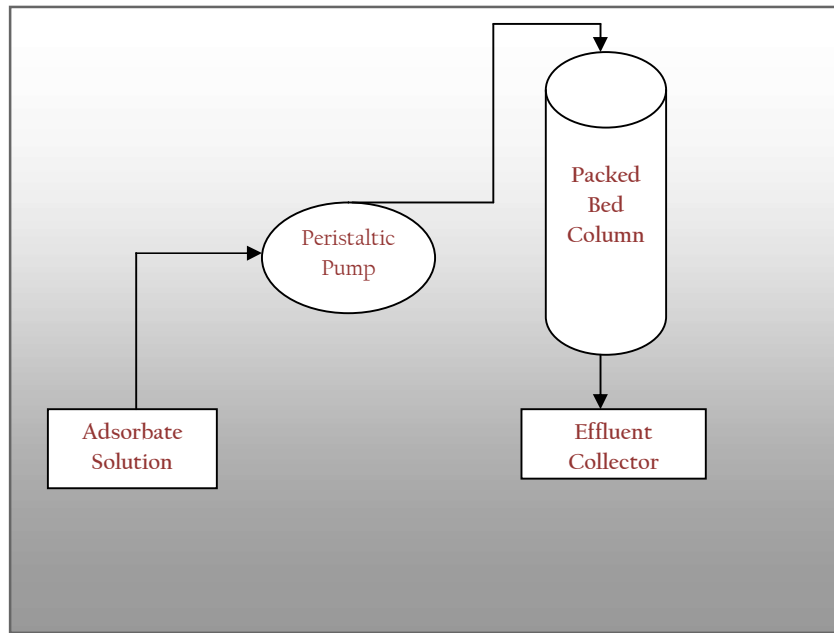 Packed
Bed
Column
Peristaltic
Pump
Adsorbate
Solution
Effluent
Collector